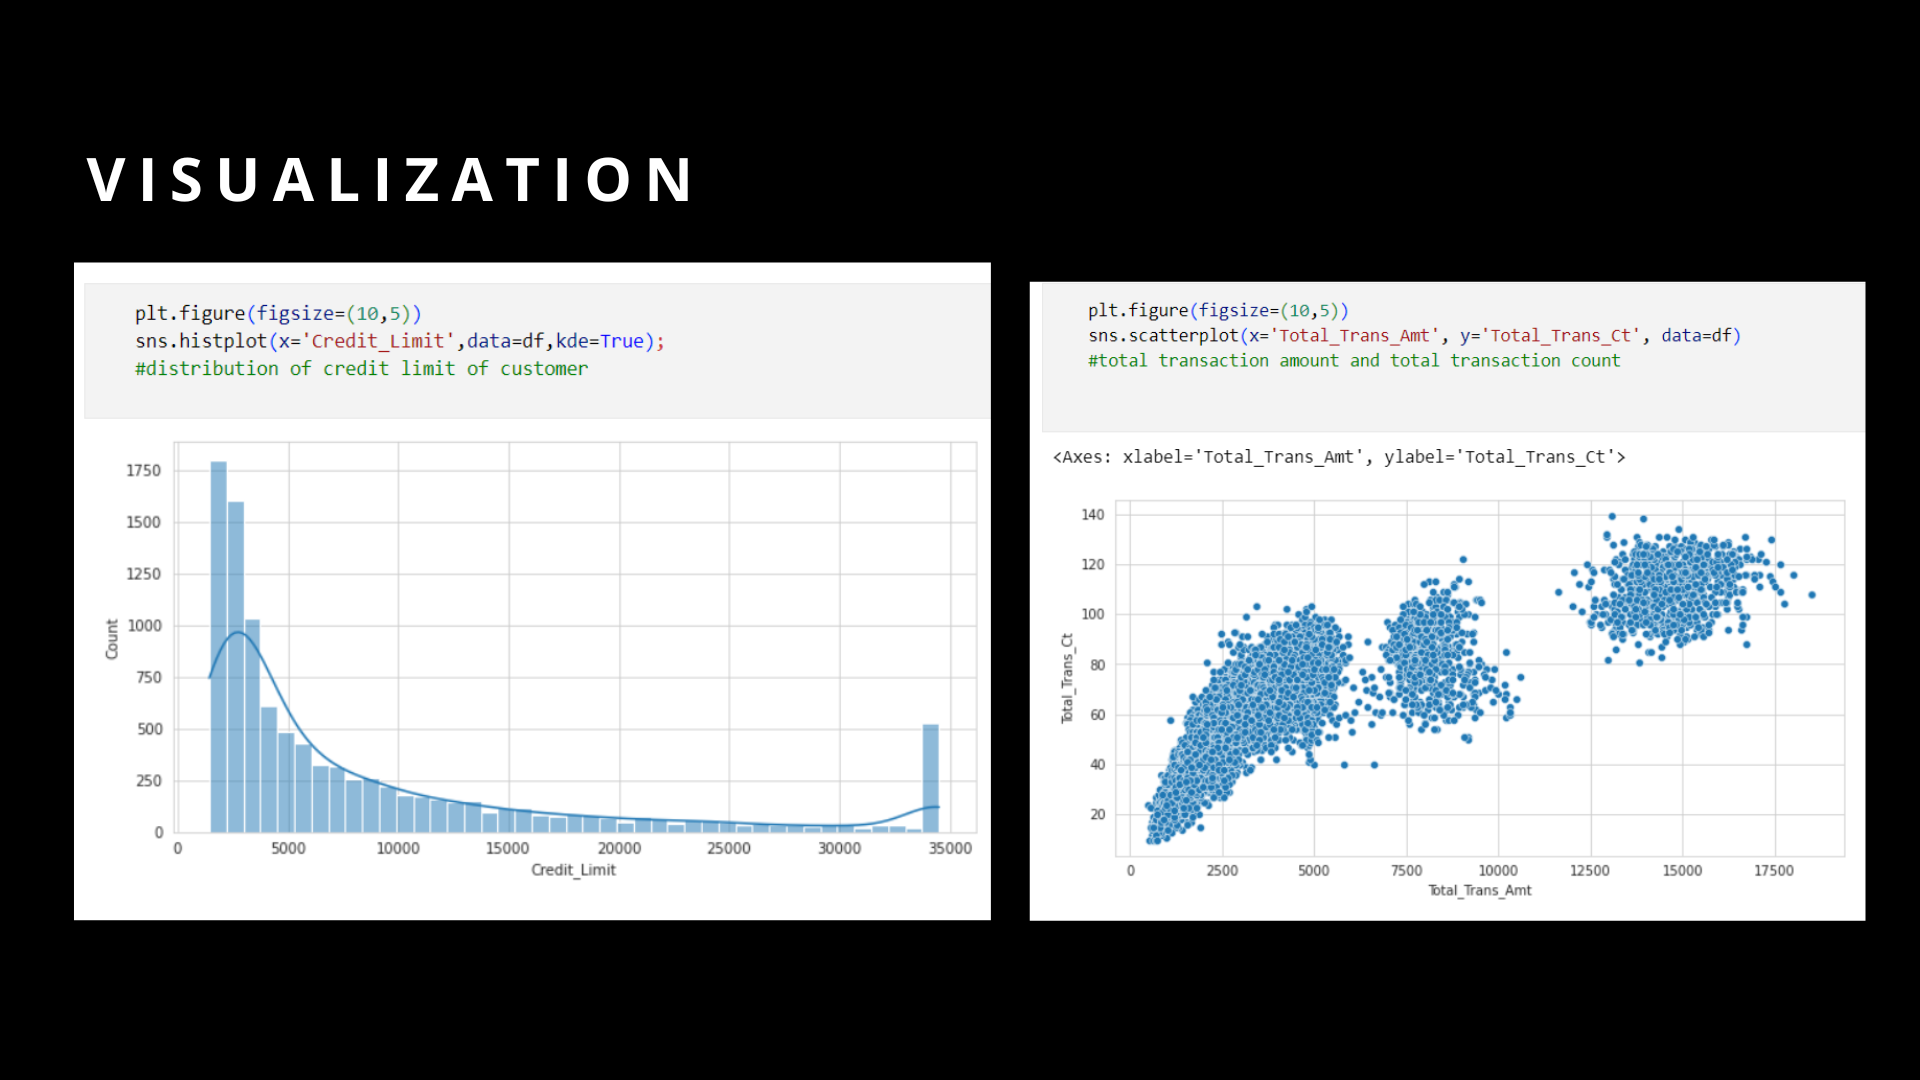 VISUALIZATION
plt.figure(figsize=(10,5))
sns.histplot(x='Credit_Limit',data=df,kde=True);
#distribution of credit limit of customer
1750
1500
1250
1000
750
500
250
0
Count
0 5000 10000 15000 20000 25000 30000 35000
Credit_Limit
plt.figure(figsize=(10,5))
sns.scatterplot(x='Total_Trans_Amt', y='Total_Trans_Ct', data=df)
#total transaction amount and total transaction count
<Axes: xlabel='Total_Trans_Amt', ylabel='Total_Trans_Ct'>
140
120
100
80
60
40
20
Total_Trans_Ct
0 2500 5000 7500 10000 12500 15000 17500
Total_Trans_Amt